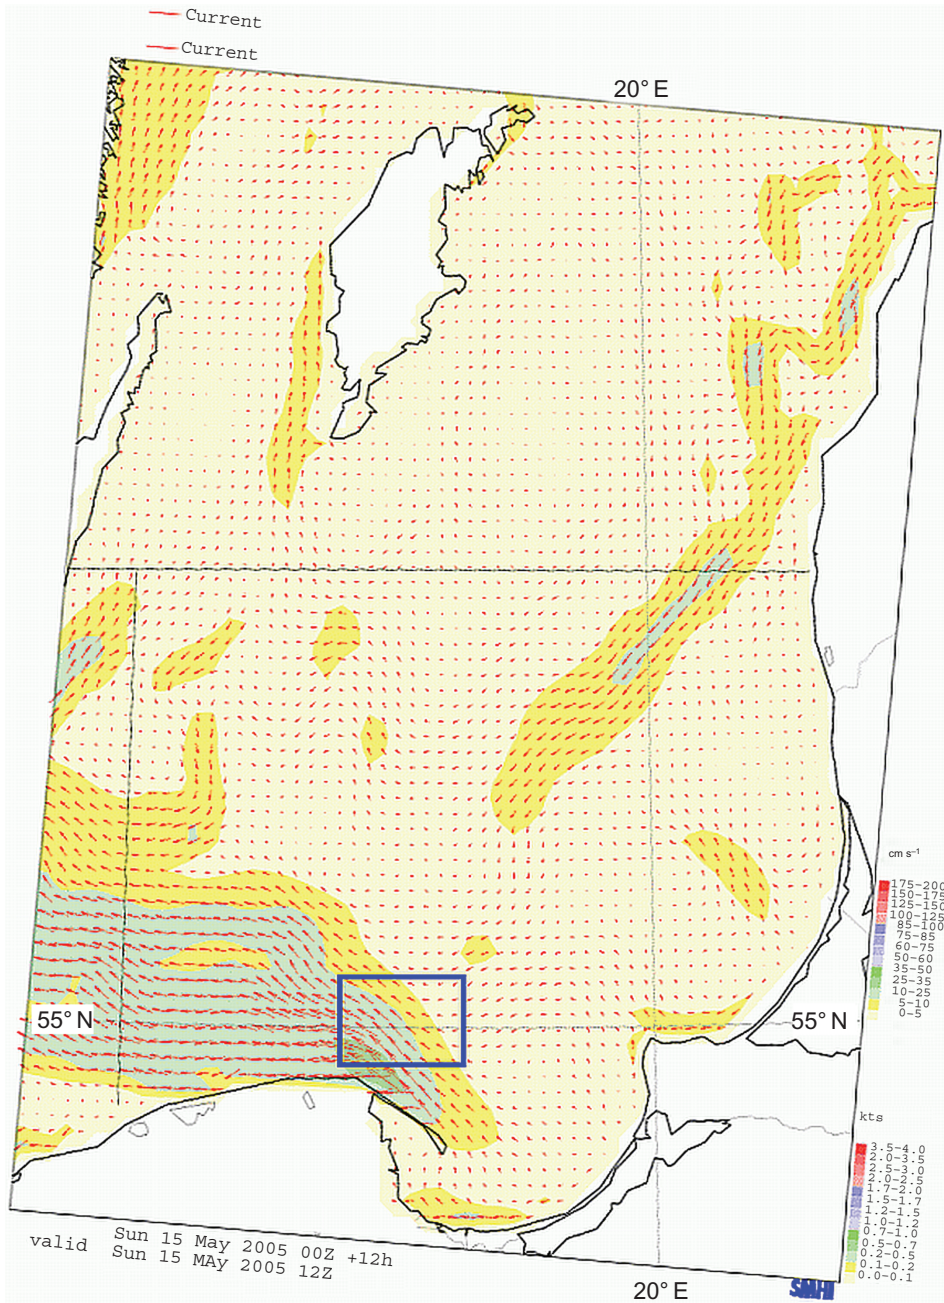 Current
Current
20° E
cm s⁻¹
175-200
150-175
125-150
100-125
85-100
75-85
60-75
50-60
35-50
25-35
10-25
5-10
0-5
55° N
55° N
kts
3.5-4.0
2.0-3.5
2.5-3.0
2.0-2.5
1.7-2.0
1.5-1.7
1.2-1.5
1.0-1.2
0.7-1.0
0.5-0.7
0.2-0.5
0.1-0.2
0.0-0.1
valid Sun 15 May 2005 00Z +12h
Sun 15 MAy 2005 12Z
20° E
SMHI